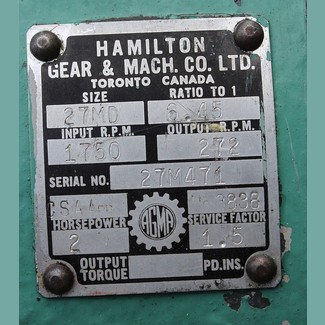 HAMILTON
GEAR & MACH. CO. LTD.
TORONTO CANADA
SIZE RATIO TO 1
27MD 6.45
INPUT R.P.M. OUTPUT R.P.M.
1750 272
SERIAL NO. 27M471
HORSEPOWER AGMA SERVICE FACTOR
2 1.5
OUTPUT
TORQUE PD.INS.